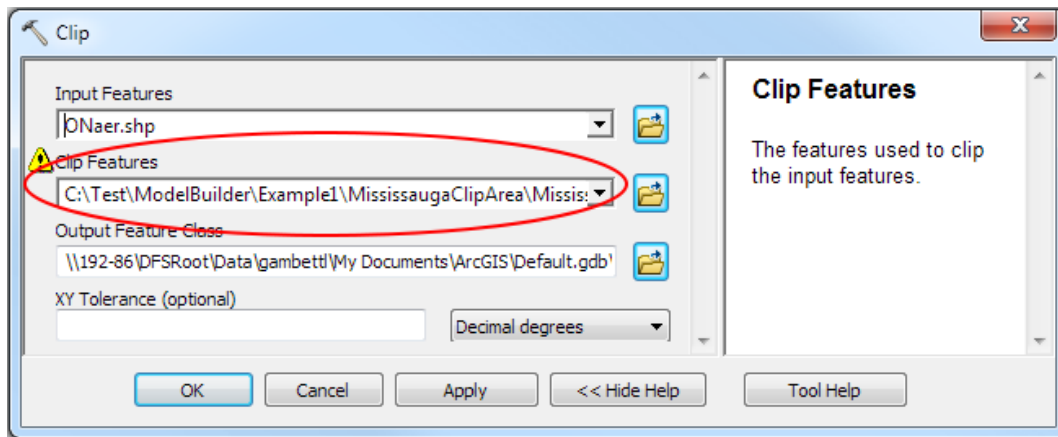 Clip
Input Features
ONaer.shp
Clip Features
C:\Test\ModelBuilder\Example1\MississaugaClipArea\Missis
Output Feature Class
\\192-86\DFSRoot\Data\gambettl\My Documents\ArcGIS\Default.gdb\
XY Tolerance (optional)
Decimal degrees
OK
Cancel
Apply
<< Hide Help
Clip Features
The features used to clip
the input features.
Tool Help